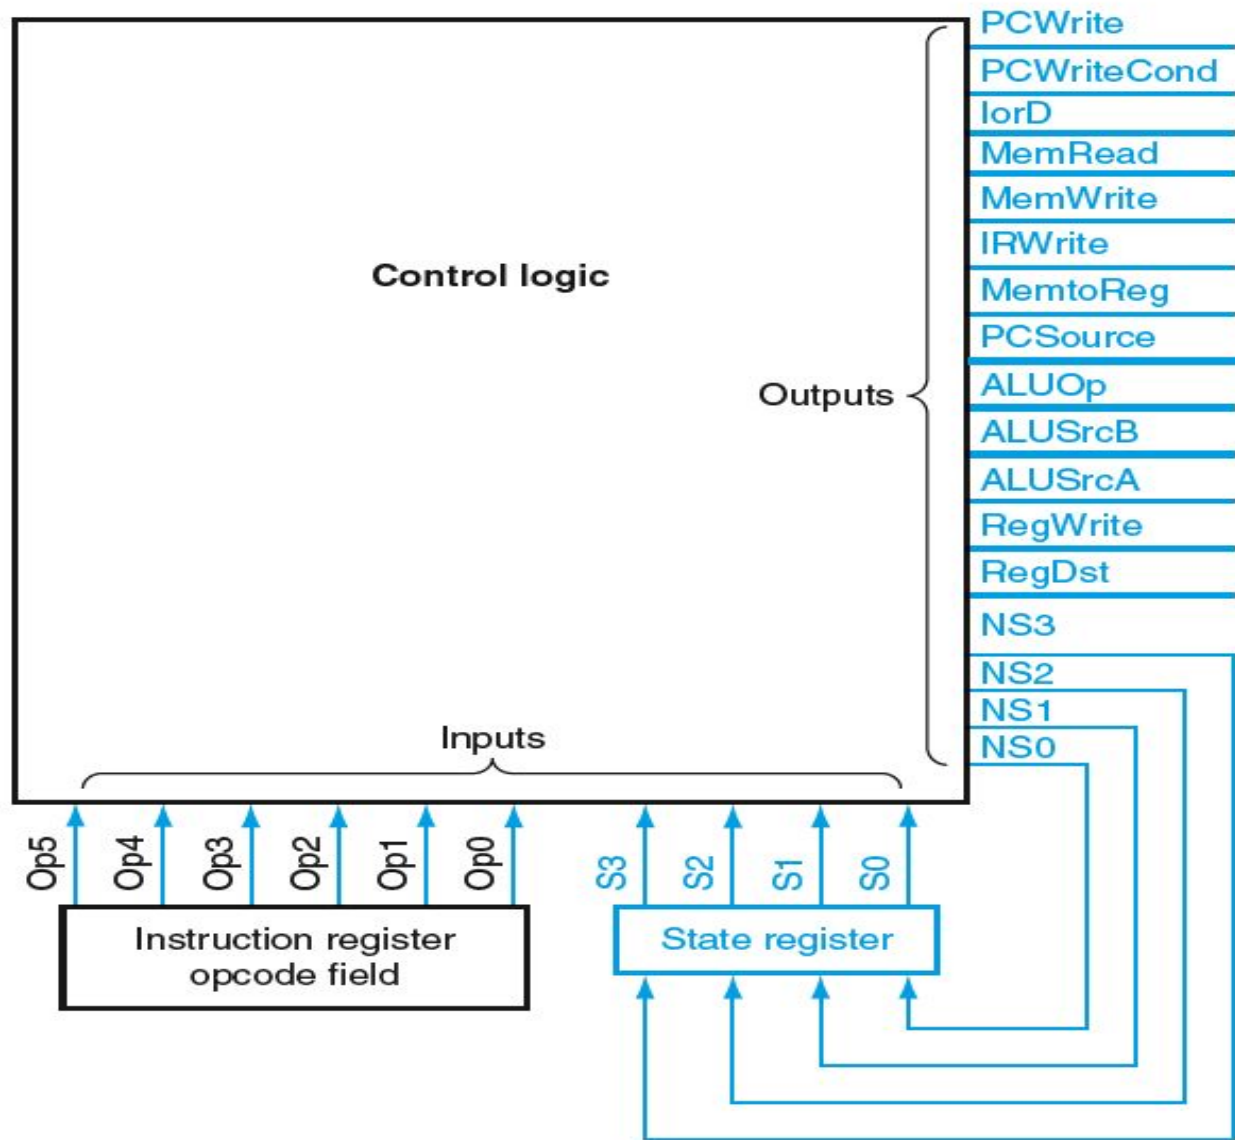 PCWrite
PCWriteCond
IorD
MemRead
MemWrite
IRWrite
MemtoReg
PCSource
ALUOp
ALUSrcB
ALUSrcA
RegWrite
RegDst
NS3
NS2
NS1
NS0
Control logic
Outputs
Inputs
Op5
Op4
Op3
Op2
Op1
Op0
S3
S2
S1
S0
Instruction register
opcode field
State register